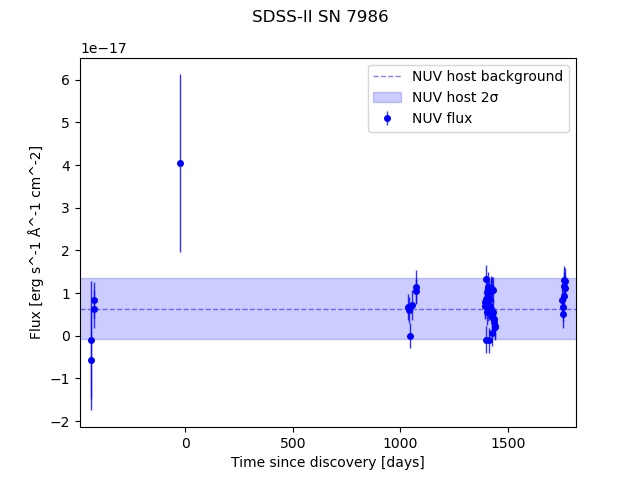 SDSS-II SN 7986
1e−17
NUV host background
NUV host 2σ
NUV flux
Flux [erg s^-1 Å^-1 cm^-2]
6
5
4
3
2
1
0
−1
−2
0 500 1000 1500
Time since discovery [days]